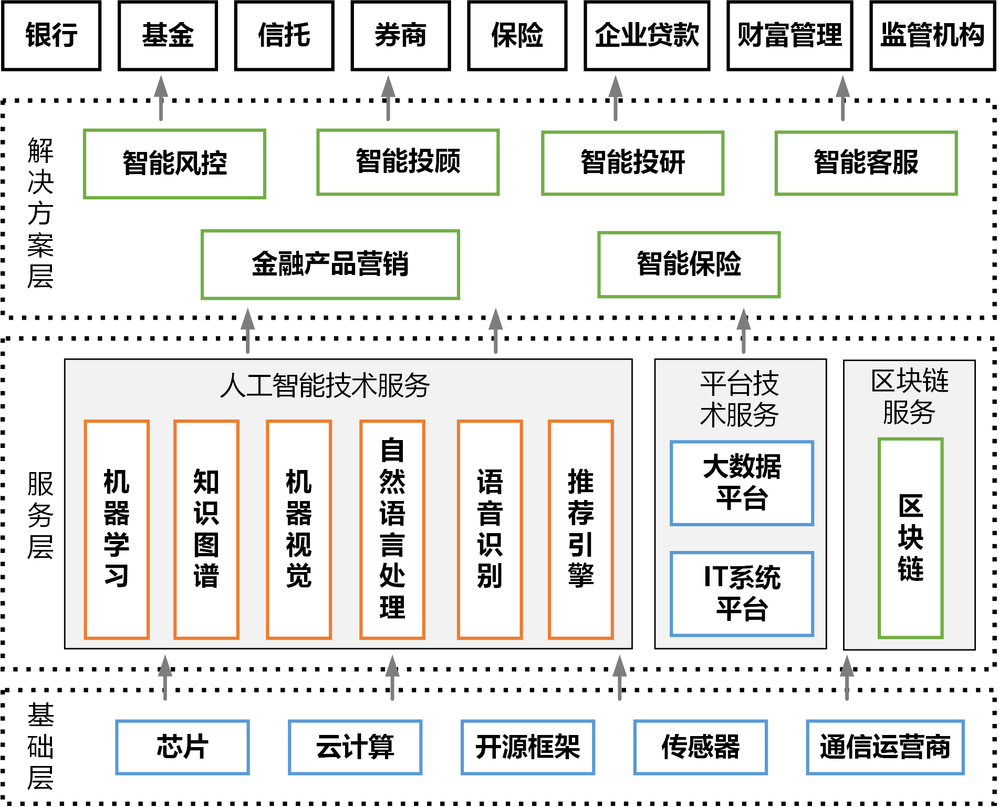 银行
基金
信托
券商
保险
企业贷款
财富管理
监管机构
解决方案层
智能风控
智能投顾
智能投研
智能客服
金融产品营销
智能保险
服务层
人工智能技术服务
机器学习
知识图谱
机器视觉
自然语言处理
语音识别
推荐引擎
平台技
术服务
大数据
平台
IT系统
平台
区块链
服务
区块链
基础层
芯片
云计算
开源框架
传感器
通信运营商